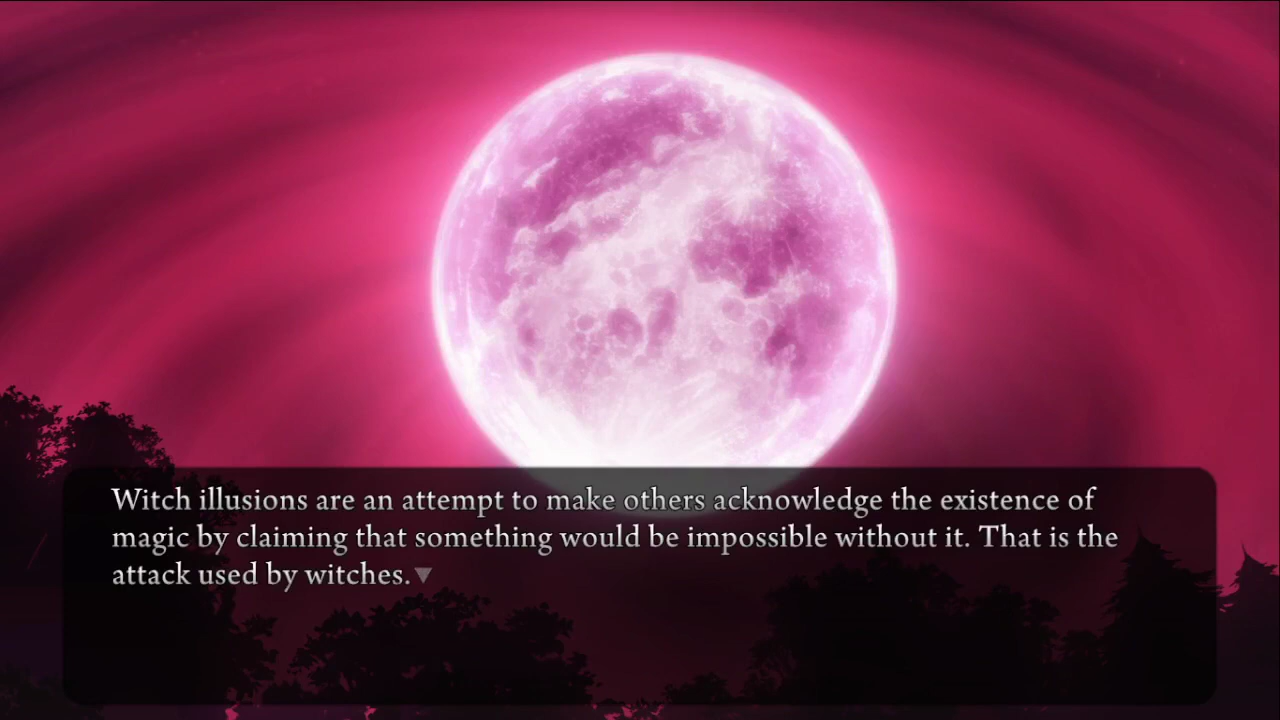 Witch illusions are an attempt to make others acknowledge the existence of
magic by claiming that something would be impossible without it. That is the
attack used by witches.